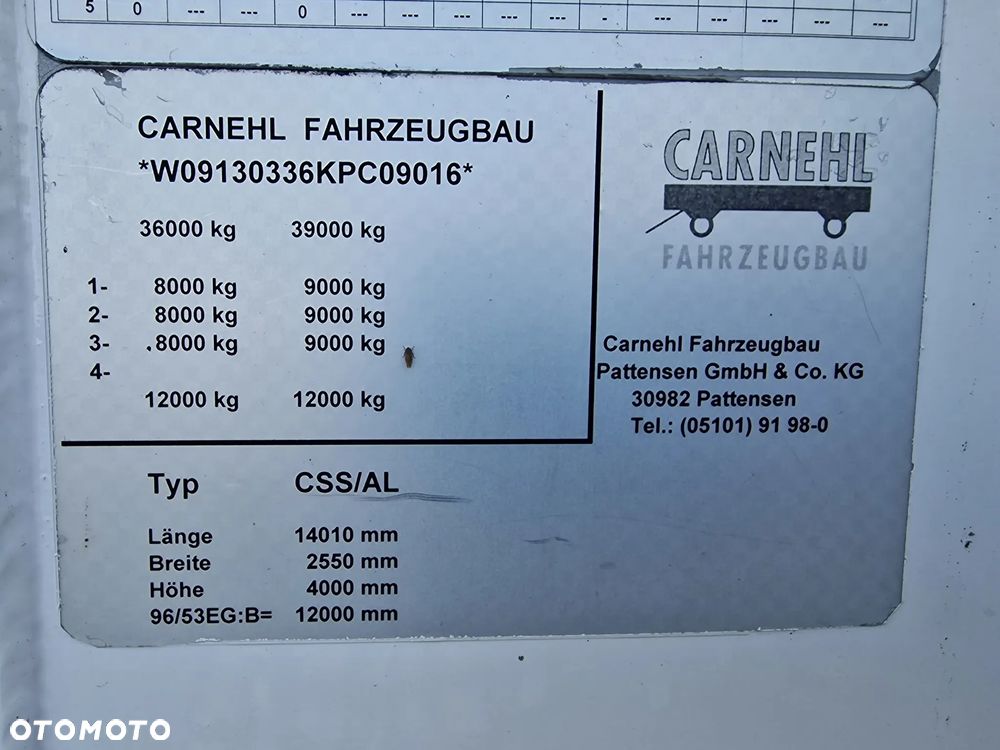 5 0 --- --- 0 --- --- --- --- - --- --- ---
CARNEHL FAHRZEUGBAU
*W09130336KPC09016*
36000 kg 39000 kg
1- 8000 kg 9000 kg
2- 8000 kg 9000 kg
3- 8000 kg 9000 kg
4-
12000 kg 12000 kg
CARNEHL
FAHRZEUGBAU
Carnehl Fahrzeugbau
Pattensen GmbH & Co. KG
30982 Pattensen
Tel.: (05101) 91 98-0
Typ CSS/AL
Länge 14010 mm
Breite 2550 mm
Höhe 4000 mm
96/53EG:B= 12000 mm
OTOMOTO